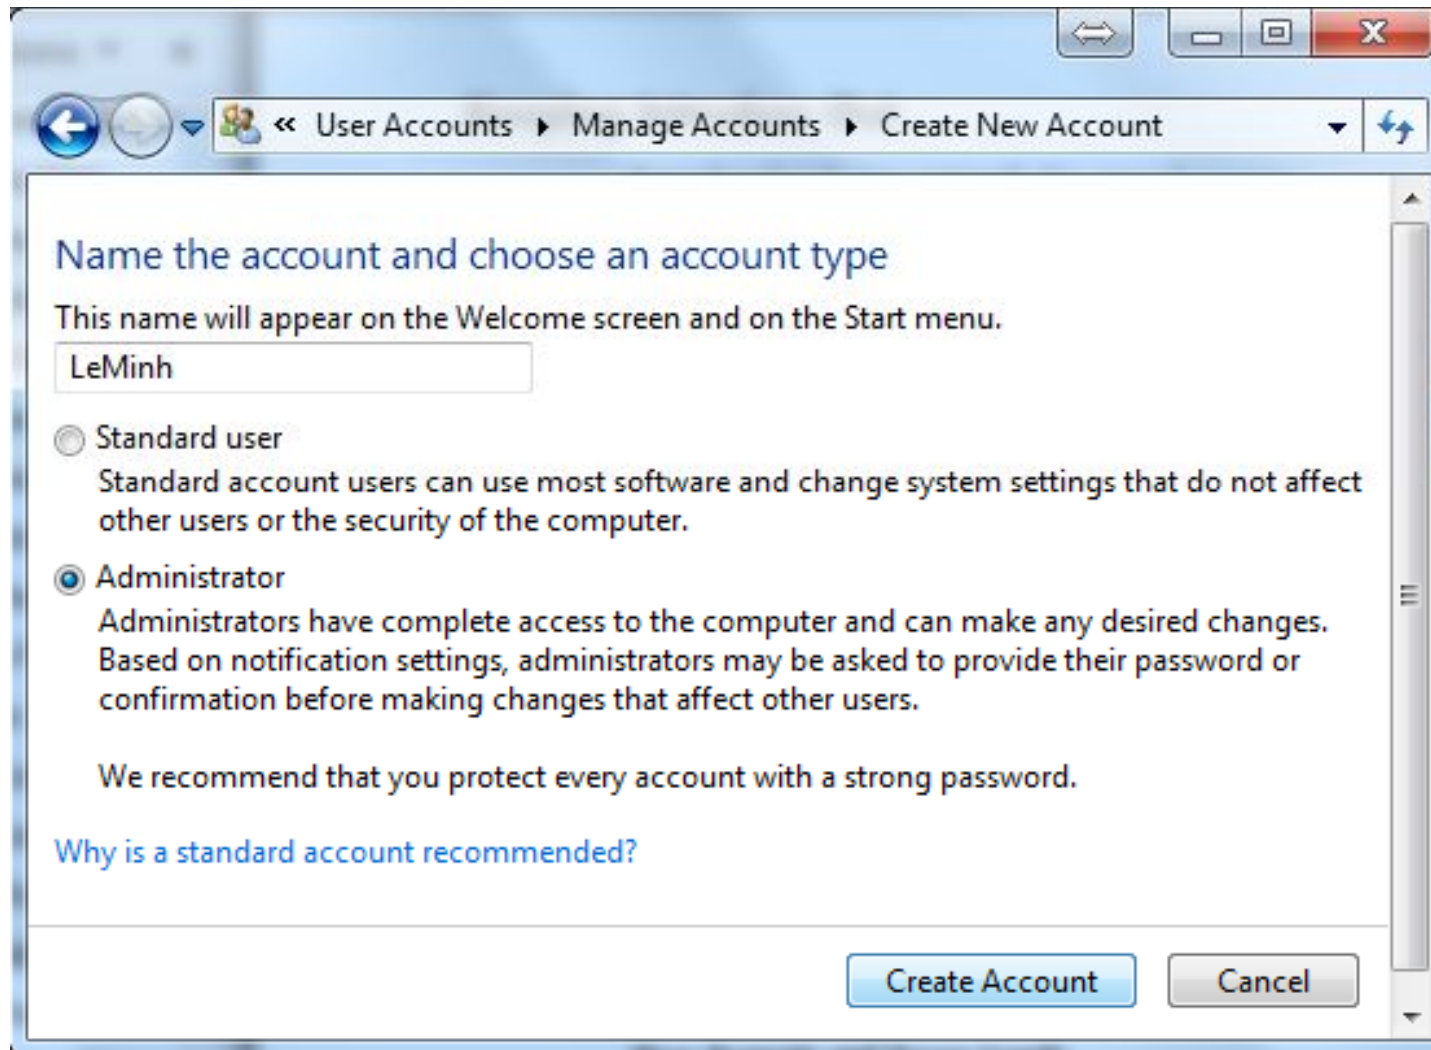 « User Accounts ▸ Manage Accounts ▸ Create New Account
Name the account and choose an account type
This name will appear on the Welcome screen and on the Start menu.
LeMinh
Standard user
Standard account users can use most software and change system settings that do not affect
other users or the security of the computer.
Administrator
Administrators have complete access to the computer and can make any desired changes.
Based on notification settings, administrators may be asked to provide their password or
confirmation before making changes that affect other users.
We recommend that you protect every account with a strong password.
Why is a standard account recommended?
Create Account Cancel